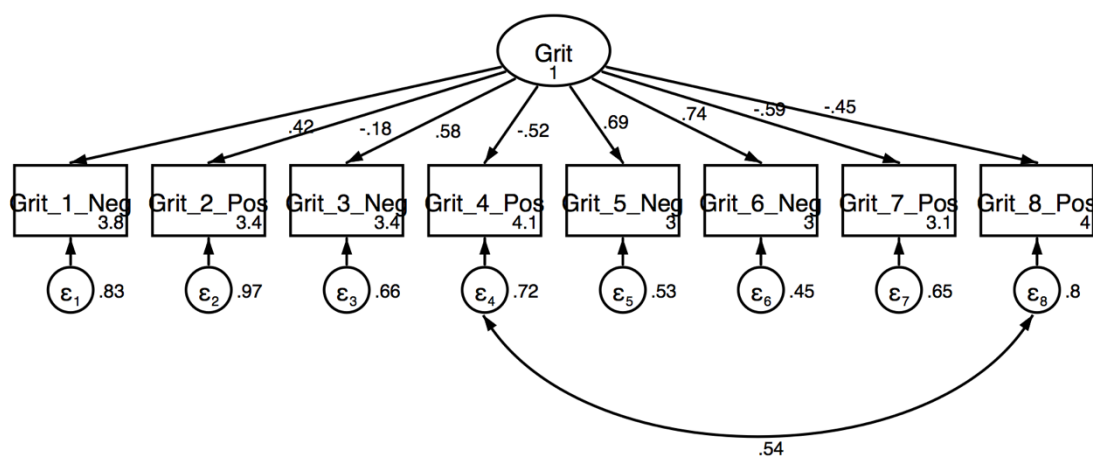 Grit
1
.42 -.18 .58 -.52 .69 .74 -.59 -.45
Grit_1_Neg Grit_2_Pos Grit_3_Neg Grit_4_Pos Grit_5_Neg Grit_6_Neg Grit_7_Pos Grit_8_Pos
3.8 3.4 3.4 4.1 3 3 3.1 4
ε1 .83 ε2 .97 ε3 .66 ε4 .72 ε5 .53 ε6 .45 ε7 .65 ε8 .8
.54